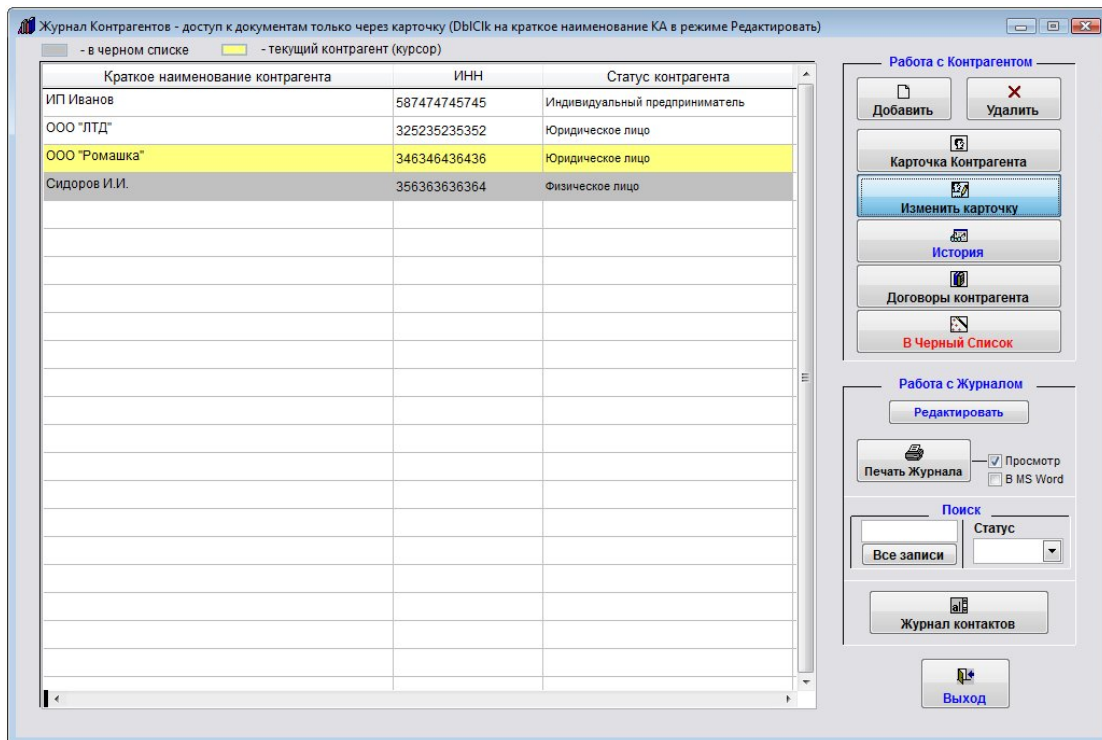 Журнал Контрагентов - доступ к документам только через карточку (DblClk на краткое наименование КА в режиме Редактировать)
- в черном списке - текущий контрагент (курсор)
Краткое наименование контрагента ИНН Статус контрагента
ИП Иванов 587474745745 Индивидуальный предприниматель
ООО "ЛТД" 325235235352 Юридическое лицо
ООО "Ромашка" 346346436436 Юридическое лицо
Сидоров И.И. 356363636364 Физическое лицо
Работа с Контрагентом
Добавить Удалить
Карточка Контрагента
Изменить карточку
История
Договоры контрагента
В Черный Список
Работа с Журналом
Редактировать
Печать Журнала Просмотр
В MS Word
Поиск
Статус
Все записи
Журнал контактов
Выход